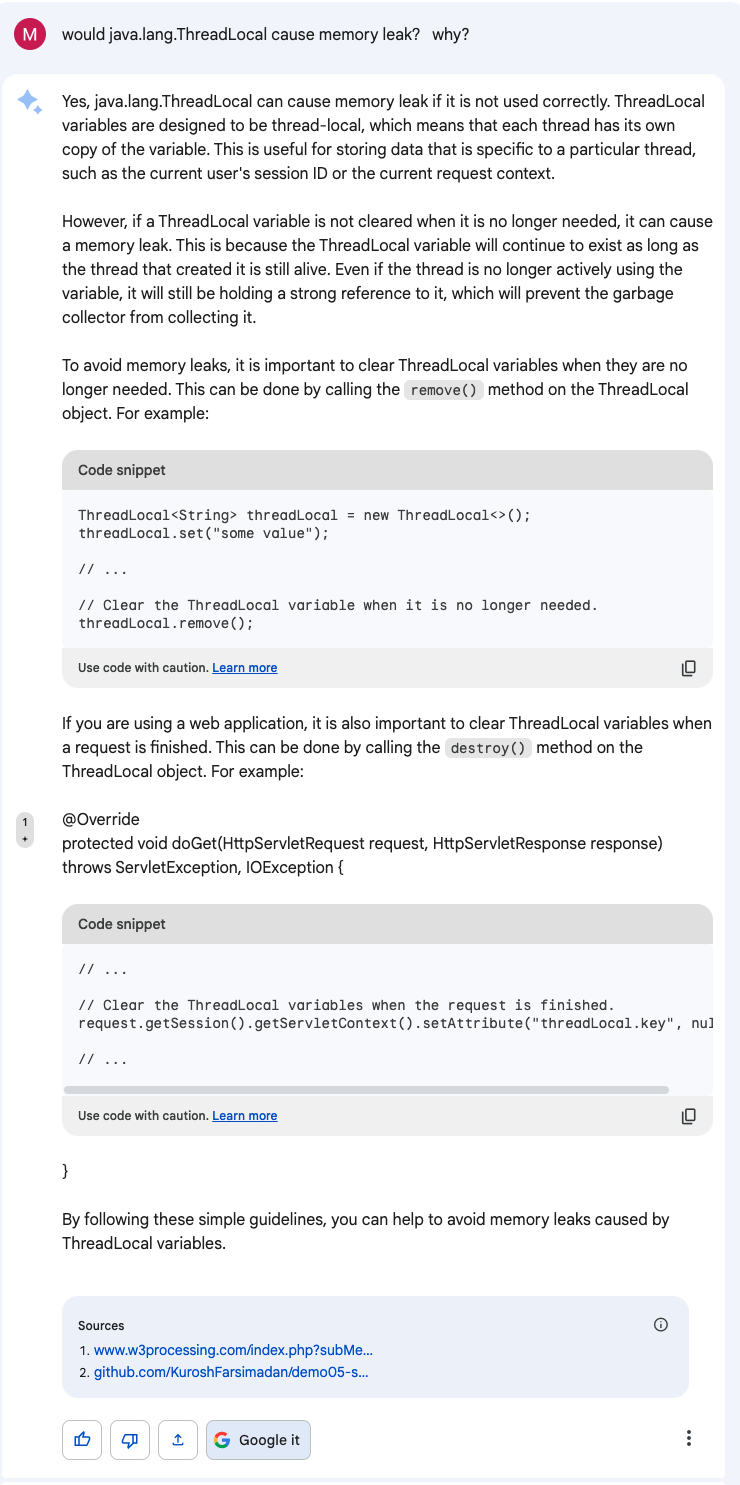 M would java.lang.ThreadLocal cause memory leak?  why?
Yes, java.lang.ThreadLocal can cause memory leak if it is not used correctly. ThreadLocal
variables are designed to be thread-local, which means that each thread has its own
copy of the variable. This is useful for storing data that is specific to a particular thread,
such as the current user's session ID or the current request context.
However, if a ThreadLocal variable is not cleared when it is no longer needed, it can cause
a memory leak. This is because the ThreadLocal variable will continue to exist as long as
the thread that created it is still alive. Even if the thread is no longer actively using the
variable, it will still be holding a strong reference to it, which will prevent the garbage
collector from collecting it.
To avoid memory leaks, it is important to clear ThreadLocal variables when they are no
longer needed. This can be done by calling the remove() method on the ThreadLocal
object. For example:
Code snippet
ThreadLocal<String> threadLocal = new ThreadLocal<>();
threadLocal.set("some value");
// ...
// Clear the ThreadLocal variable when it is no longer needed.
threadLocal.remove();
Use code with caution. Learn more
If you are using a web application, it is also important to clear ThreadLocal variables when
a request is finished. This can be done by calling the destroy() method on the
ThreadLocal object. For example:
1
@Override
protected void doGet(HttpServletRequest request, HttpServletResponse response)
throws ServletException, IOException {
Code snippet
// ...
// Clear the ThreadLocal variables when the request is finished.
request.getSession().getServletContext().setAttribute("threadLocal.key", nul
// ...
Use code with caution. Learn more
}
By following these simple guidelines, you can help to avoid memory leaks caused by
ThreadLocal variables.
Sources
1. www.w3processing.com/index.php?subMe...
2. github.com/KuroshFarsimadan/demo05-s...
Google it